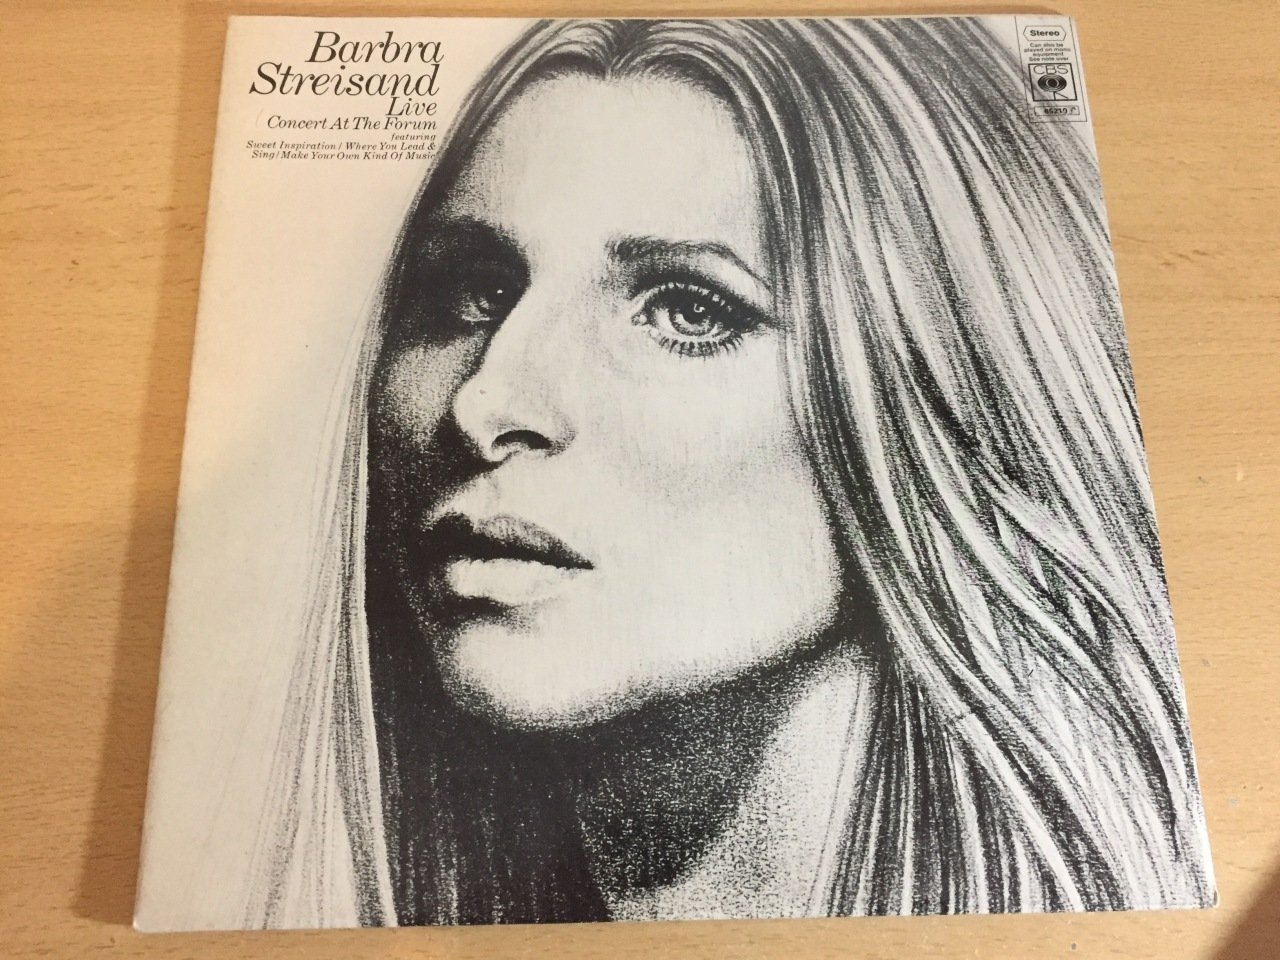 Barbra
Streisand
Live
Concert At The Forum
featuring
Sweet Inspiration / Where You Lead &
Sing / Make Your Own Kind Of Music
Stereo
Can also be
played on mono
equipment
See note over
CBS
65210